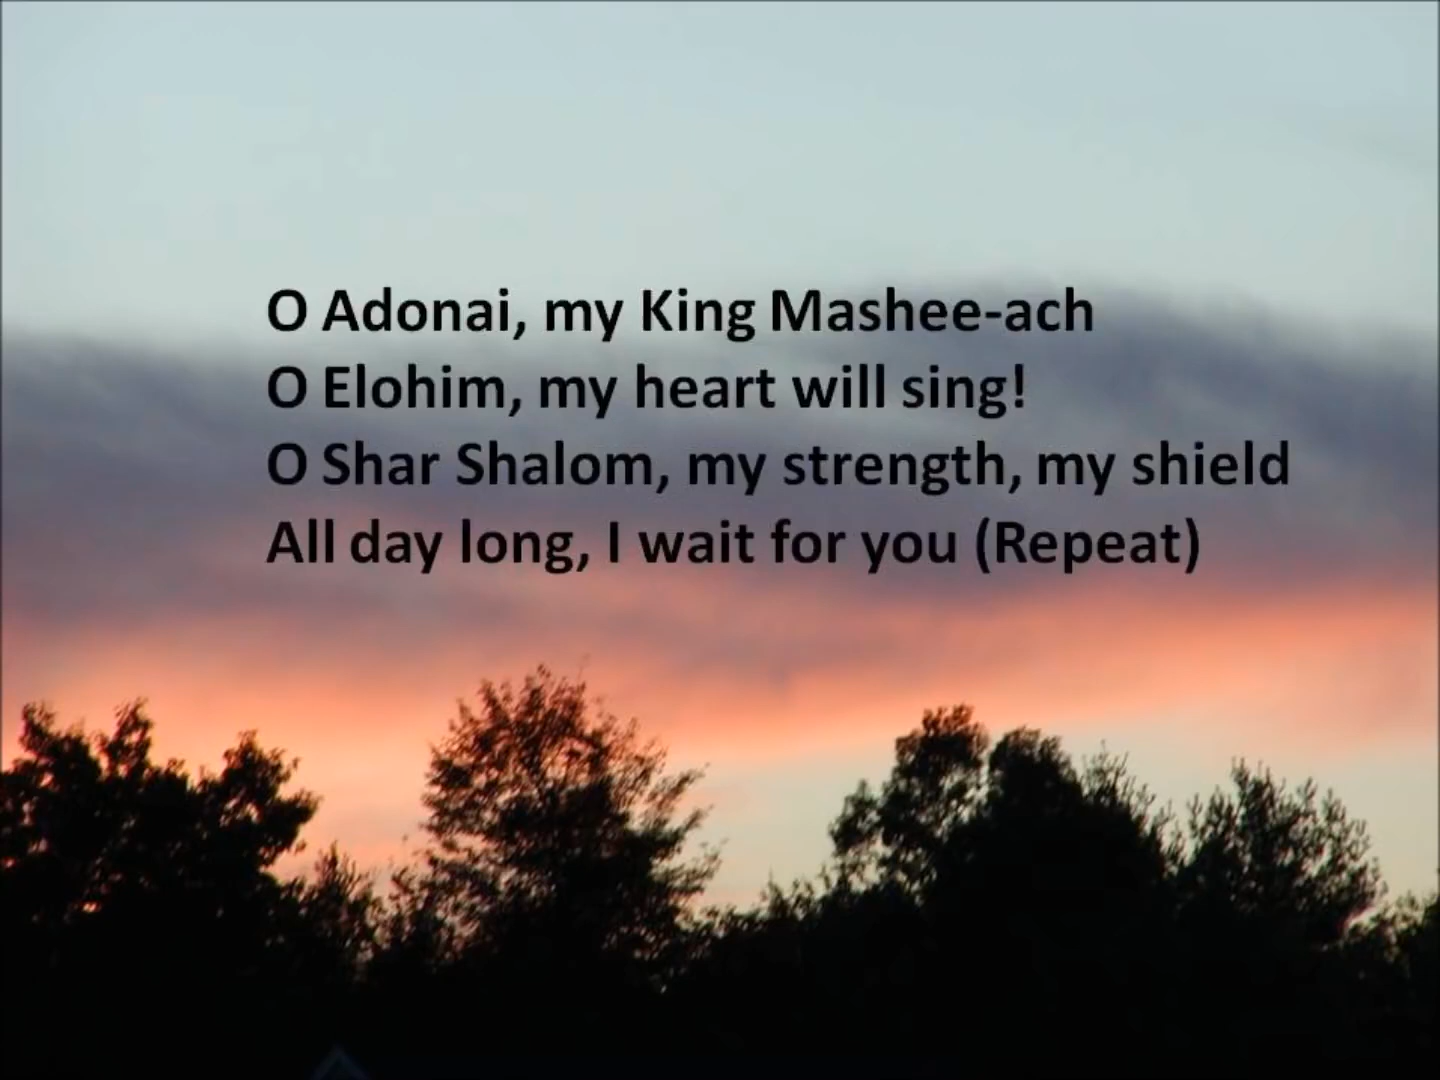 O Adonai, my King Mashee-ach
O Elohim, my heart will sing!
O Shar Shalom, my strength, my shield
All day long, I wait for you (Repeat)